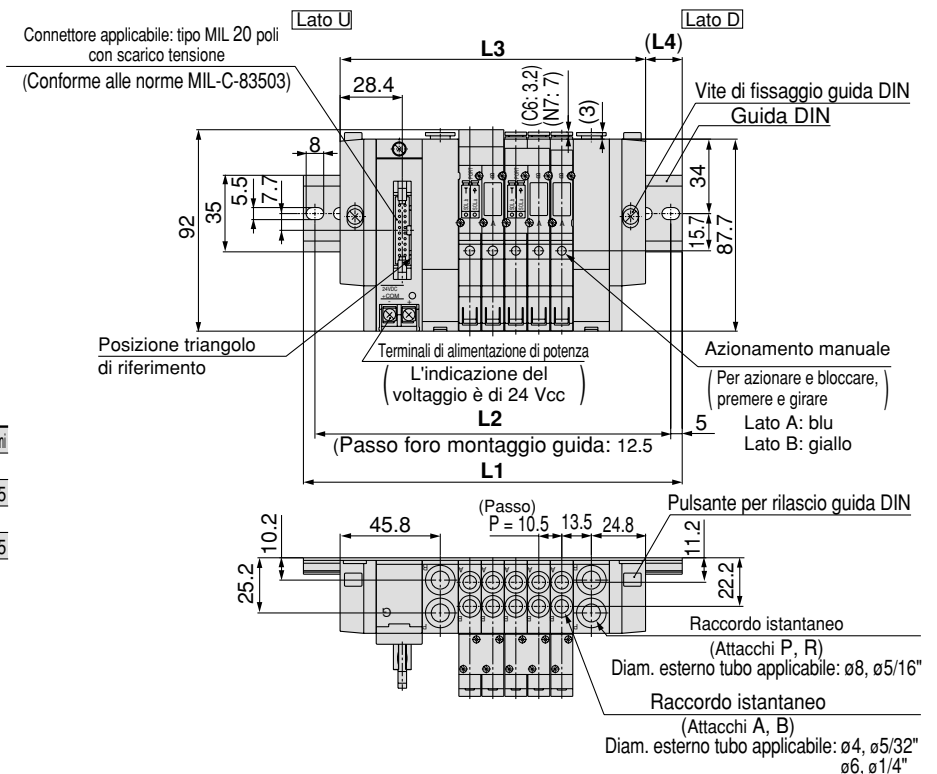 Lato U
Lato D
Connettore applicabile: tipo MIL 20 poli
con scarico tensione
(Conforme alle norme MIL-C-83503)
L3
(L4)
28.4
(C6: 3.2)
(N7: 7)
(3)
Vite di fissaggio guida DIN
Guida DIN
8
5.5
7.7
35
92
34
15.7
87.7
24VDC
+COM
- +
A
B
Posizione triangolo
di riferimento
Terminali di alimentazione di potenza
(L'indicazione del
voltaggio è di 24 Vcc)
Azionamento manuale
(Per azionare e bloccare,
premere e girare)
Lato A: blu
Lato B: giallo
L2
5
(Passo foro montaggio guida: 12.5
L1
5
5
(Passo)
P = 10.5
13.5
24.8
45.8
10.2
25.2
11.2
22.2
Pulsante per rilascio guida DIN
Raccordo istantaneo
(Attacchi P, R)
Diam. esterno tubo applicabile: ø8, ø5/16"
Raccordo istantaneo
(Attacchi A, B)
Diam. esterno tubo applicabile: ø4, ø5/32"
ø6, ø1/4"